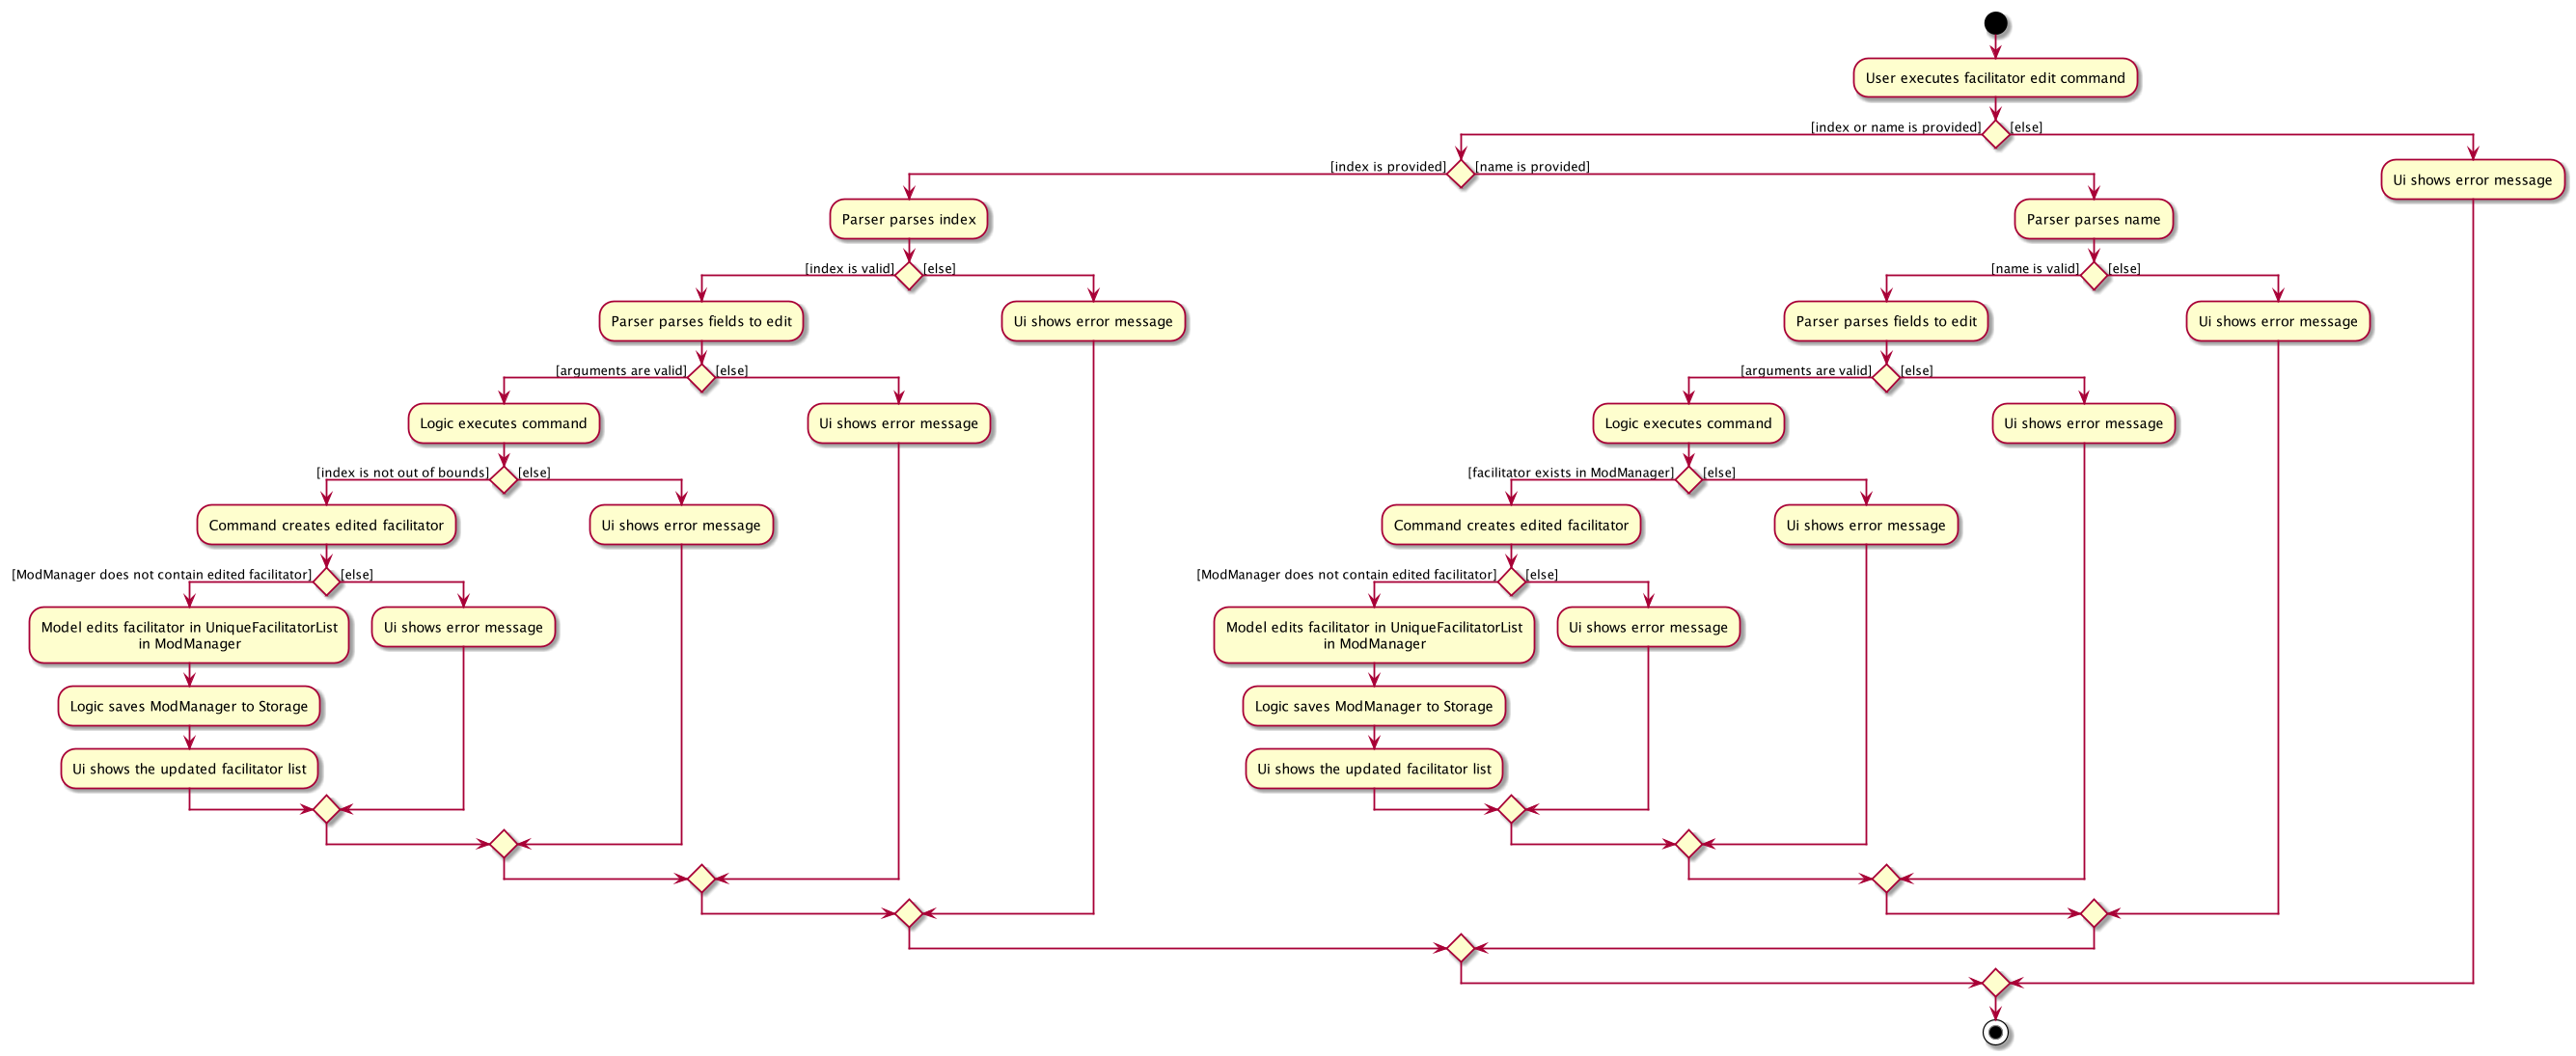 User executes facilitator edit command
[index or name is provided]
[else]
[index is provided]
[name is provided]
Ui shows error message
Parser parses index
Parser parses name
[index is valid]
[else]
[name is valid]
[else]
Parser parses fields to edit
Ui shows error message
Parser parses fields to edit
Ui shows error message
[arguments are valid]
[else]
[arguments are valid]
[else]
Logic executes command
Ui shows error message
Logic executes command
Ui shows error message
[index is not out of bounds]
[else]
[facilitator exists in ModManager]
[else]
Command creates edited facilitator
Ui shows error message
Command creates edited facilitator
Ui shows error message
[ModManager does not contain edited facilitator]
[else]
[ModManager does not contain edited facilitator]
[else]
Model edits facilitator in UniqueFacilitatorList
in ModManager
Ui shows error message
Model edits facilitator in UniqueFacilitatorList
in ModManager
Ui shows error message
Logic saves ModManager to Storage
Logic saves ModManager to Storage
Ui shows the updated facilitator list
Ui shows the updated facilitator list